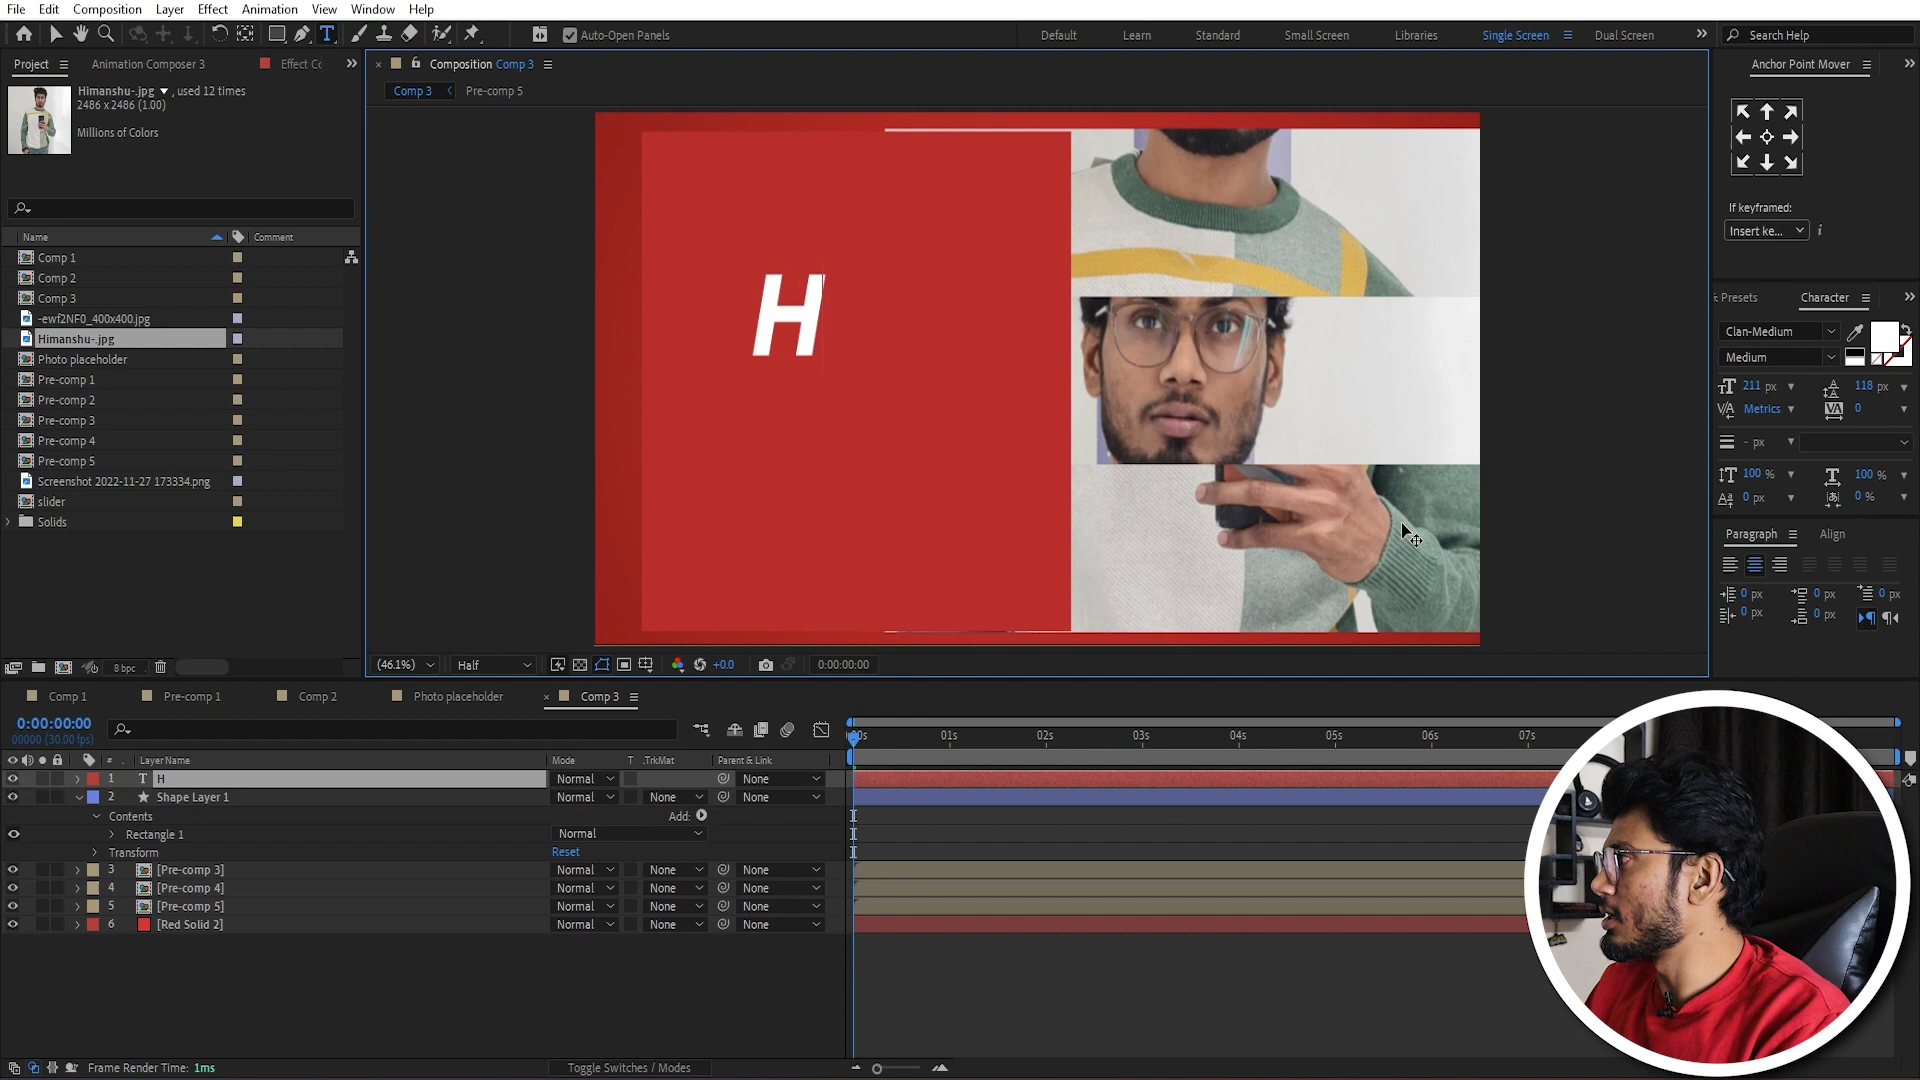 File Edit Composition Layer Effect Animation View Window Help
Auto-Open Panels
Default Learn Standard Small Screen Libraries Single Screen Dual Screen
Search Help
Project Animation Composer 3 Effect Cc
Composition Comp 3
Anchor Point Mover
Himanshu-.jpg , used 12 times
2486 x 2486 (1.00)
Millions of Colors
Comp 3 Pre-comp 5
If keyframed:
Insert ke...
Name Comment
Comp 1
Comp 2
Comp 3
-ewf2NF0_400x400.jpg
Himanshu-.jpg
Photo placeholder
Pre-comp 1
Pre-comp 2
Pre-comp 3
Pre-comp 4
Pre-comp 5
Screenshot 2022-11-27 173334.png
slider
Solids
H
Presets Character
Clan-Medium
Medium
211 px 118 px
Metrics 0
- px
100 % 100 %
0 px 0 %
Paragraph Align
0 px 0 px 0 px
0 px 0 px
8 bpc
(46.1%) Half +0.0 0:00:00:00
Comp 1 Pre-comp 1 Comp 2 Photo placeholder Comp 3
0:00:00:00
00000 (30.00 fps)
00s 01s 02s 03s 04s 05s 06s 07s
# Layer Name Mode T .TrkMat Parent & Link
1 T H Normal None
2 Shape Layer 1 Normal None None
Contents Add:
Rectangle 1 Normal
Transform Reset
3 [Pre-comp 3] Normal None None
4 [Pre-comp 4] Normal None None
5 [Pre-comp 5] Normal None None
6 [Red Solid 2] Normal None None
Frame Render Time: 1ms
Toggle Switches / Modes